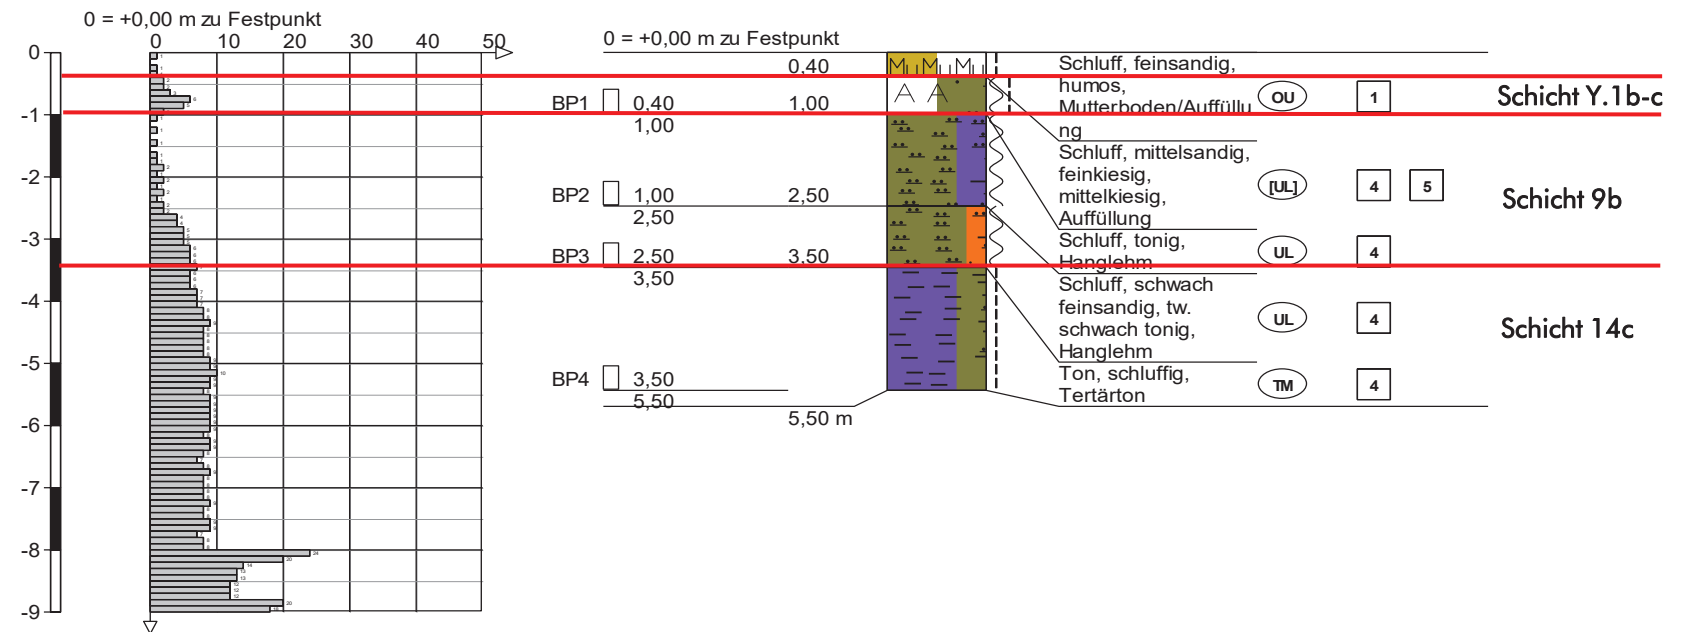 0 = +0,00 m zu Festpunkt
0 10 20 30 40 50
0
-1
-2
-3
-4
-5
-6
-7
-8
-9
0 = +0,00 m zu Festpunkt
0,40
BP1 0,40 1,00
1,00
BP2 1,00 2,50
2,50
BP3 2,50 3,50
3,50
BP4 3,50
5,50
5,50 m
M M M
A A
Schluff, feinsandig,
humos,
Mutterboden/Auffüllu
ng
OU 1
Schluff, mittelsandig,
feinkiesig,
mittelkiesig,
Auffüllung
[UL] 4 5
Schluff, tonig,
Hanglehm
UL 4
Schluff, schwach
feinsandig, tw.
schwach tonig,
Hanglehm
UL 4
Ton, schluffig,
Tertärton
TM 4
Schicht Y.1b-c
Schicht 9b
Schicht 14c